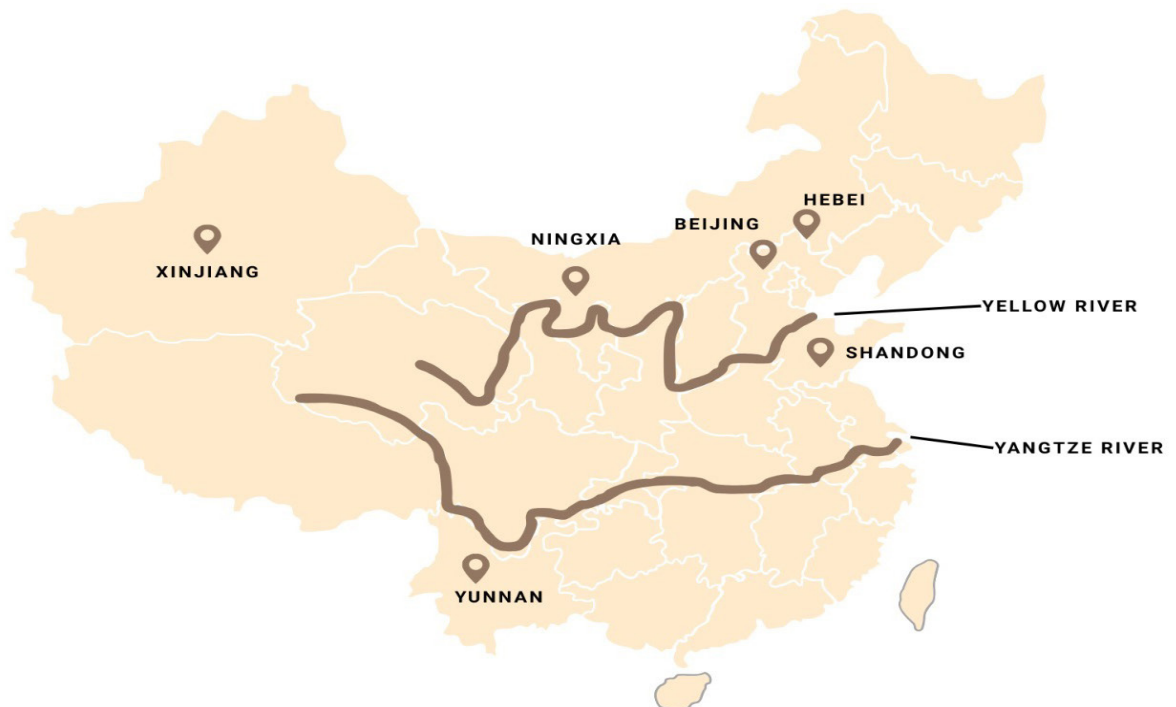 HEBEI
BEIJING
NINGXIA
XINJIANG
YELLOW RIVER
SHANDONG
YANGTZE RIVER
YUNNAN